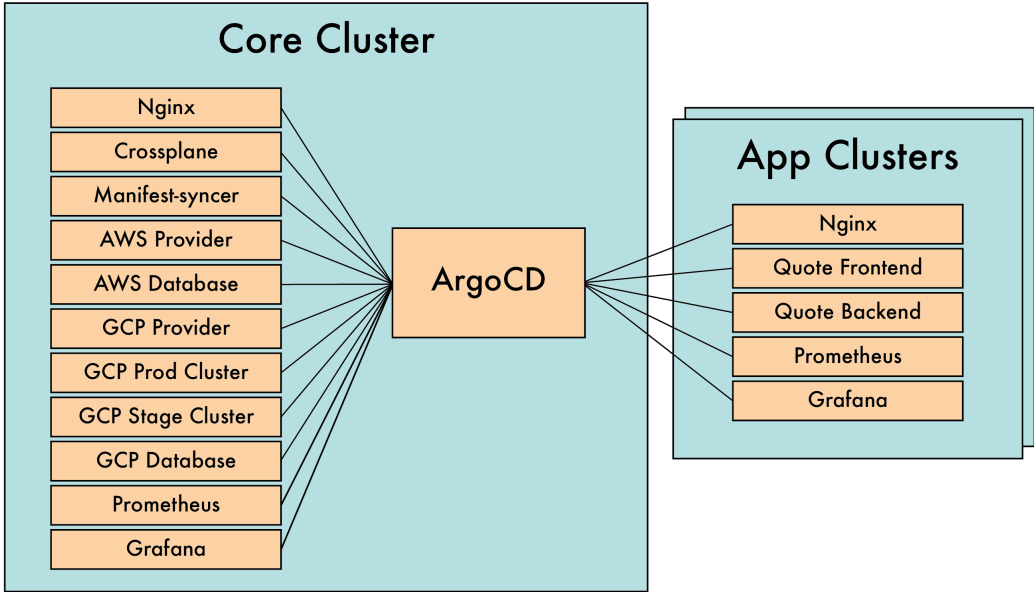 Core Cluster
Nginx
Crossplane
Manifest-syncer
AWS Provider
AWS Database
GCP Provider
GCP Prod Cluster
GCP Stage Cluster
GCP Database
Prometheus
Grafana
ArgoCD
App Clusters
Nginx
Quote Frontend
Quote Backend
Prometheus
Grafana